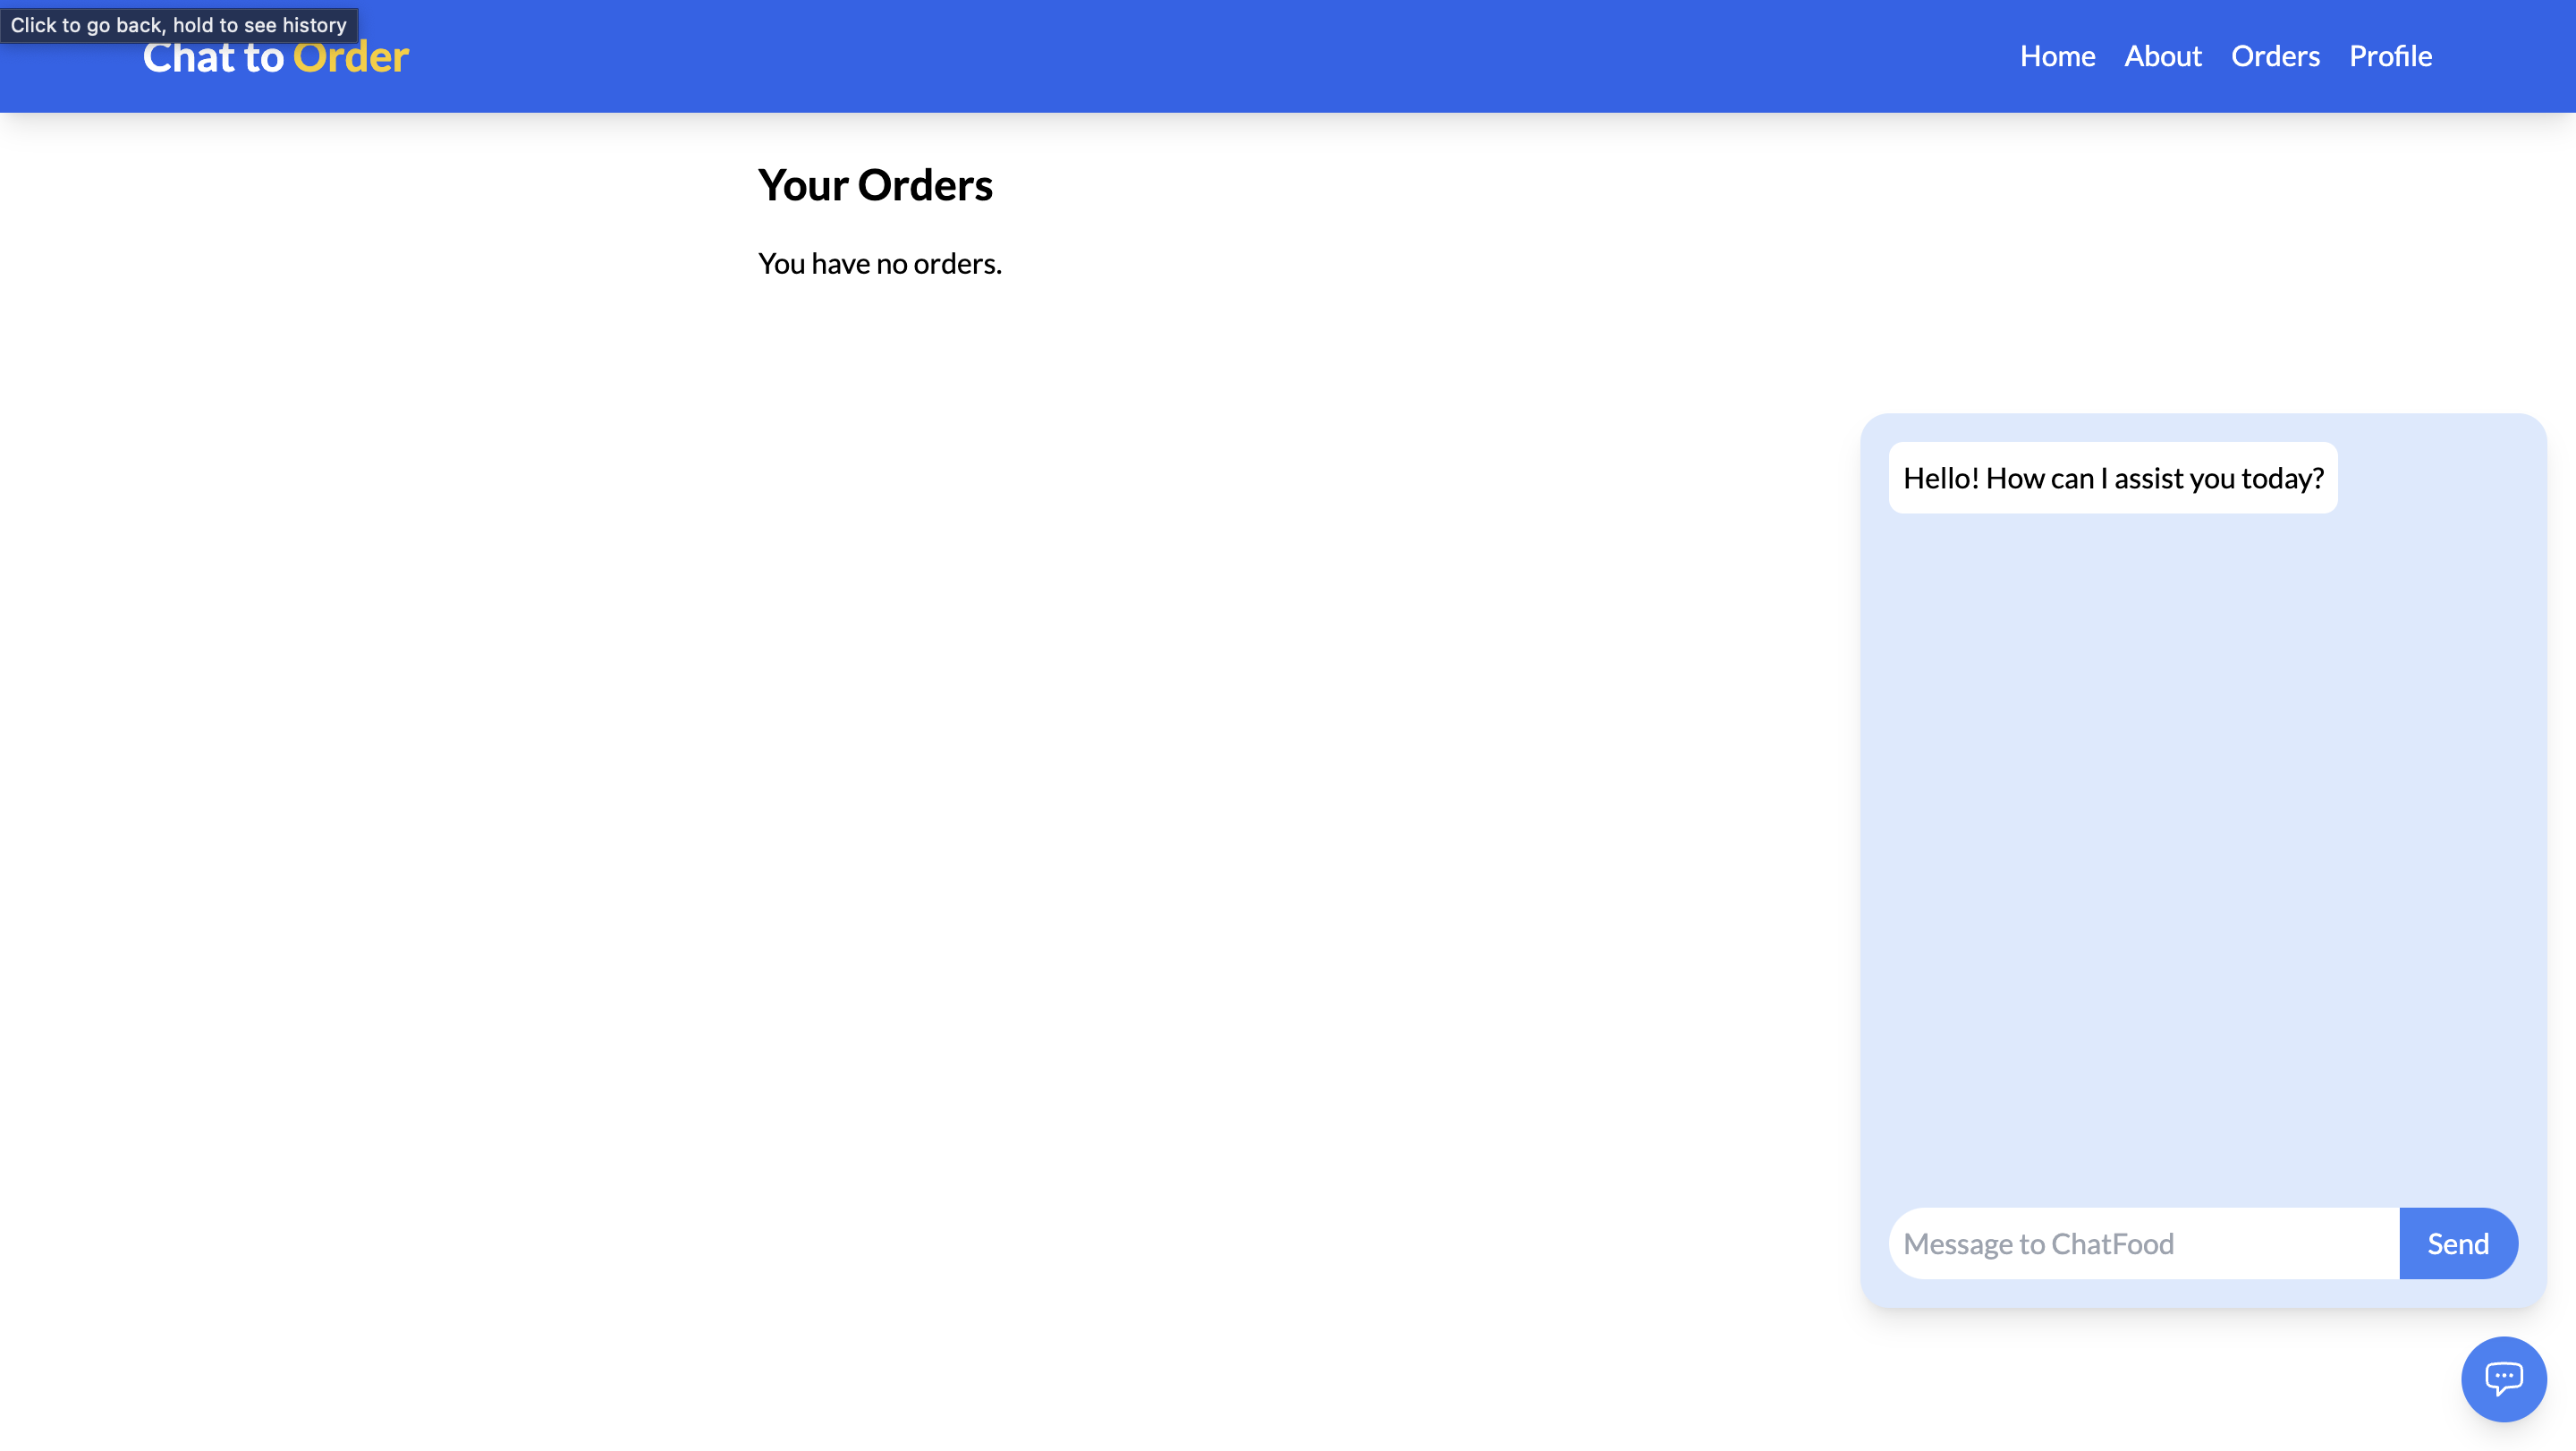 Click to go back, hold to see history
Chat to Order
Home About Orders Profile
Your Orders
You have no orders.
Hello! How can I assist you today?
Message to ChatFood
Send